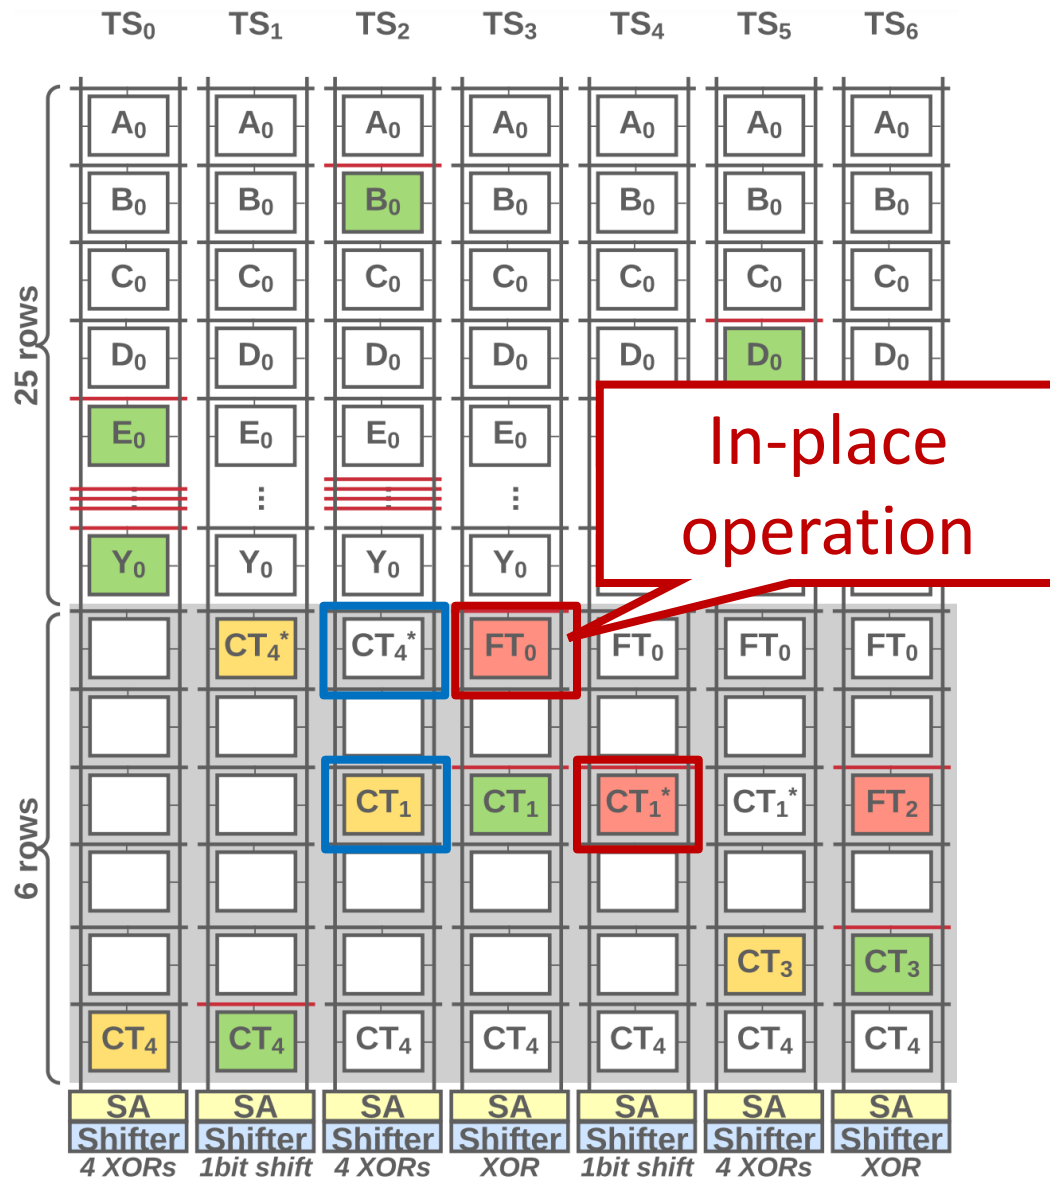 TS₀ TS₁ TS₂ TS₃ TS₄ TS₅ TS₆
A₀ A₀ A₀ A₀ A₀ A₀ A₀
B₀ B₀ B₀ B₀ B₀ B₀ B₀
C₀ C₀ C₀ C₀ C₀ C₀ C₀
25 rows
D₀ D₀ D₀ D₀ D₀ D₀ D₀
E₀ E₀ E₀ E₀
In-place
operation
⋮ ⋮ ⋮ ⋮
Y₀ Y₀ Y₀ Y₀
CT₄* CT₄* FT₀ FT₀ FT₀ FT₀
CT₁ CT₁ CT₁* CT₁* FT₂
6 rows
CT₃ CT₃
CT₄ CT₄ CT₄ CT₄ CT₄ CT₄ CT₄
SA SA SA SA SA SA SA
Shifter Shifter Shifter Shifter Shifter Shifter Shifter
4 XORs 1bit shift 4 XORs XOR 1bit shift 4 XORs XOR